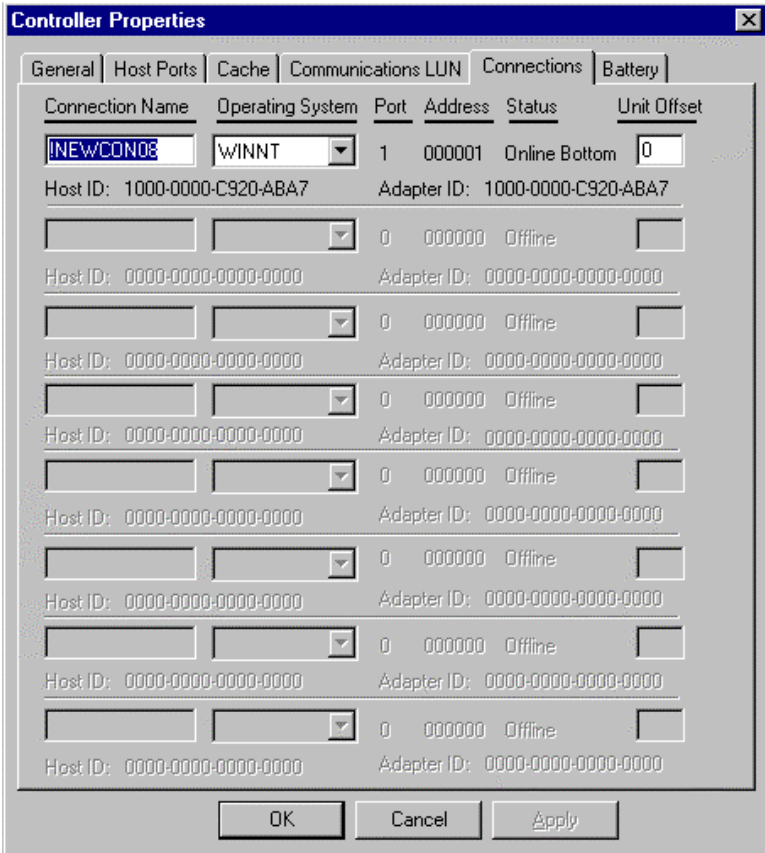 Controller Properties
General Host Ports Cache Communications LUN Connections Battery
Connection Name Operating System Port Address Status Unit Offset
!NEWCON08 WINNT 1 000001 Online Bottom 0
Host ID: 1000-0000-C920-ABA7 Adapter ID: 1000-0000-C920-ABA7
0 000000 Offline
Host ID: 0000-0000-0000-0000 Adapter ID: 0000-0000-0000-0000
0 000000 Offline
Host ID: 0000-0000-0000-0000 Adapter ID: 0000-0000-0000-0000
0 000000 Offline
Host ID: 0000-0000-0000-0000 Adapter ID: 0000-0000-0000-0000
0 000000 Offline
Host ID: 0000-0000-0000-0000 Adapter ID: 0000-0000-0000-0000
0 000000 Offline
Host ID: 0000-0000-0000-0000 Adapter ID: 0000-0000-0000-0000
0 000000 Offline
Host ID: 0000-0000-0000-0000 Adapter ID: 0000-0000-0000-0000
0 000000 Offline
Host ID: 0000-0000-0000-0000 Adapter ID: 0000-0000-0000-0000
OK Cancel Apply